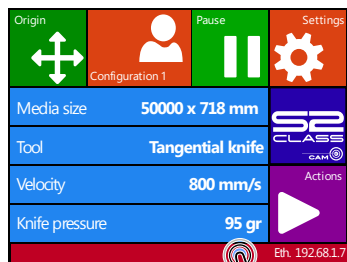 Origin
Configuration 1
Pause
Settings
Media size 50000 x 718 mm
Tool Tangential knife
Velocity 800 mm/s
Knife pressure 95 gr
S2
CLASS
CAM
Actions
Eth. 192.68.1.7